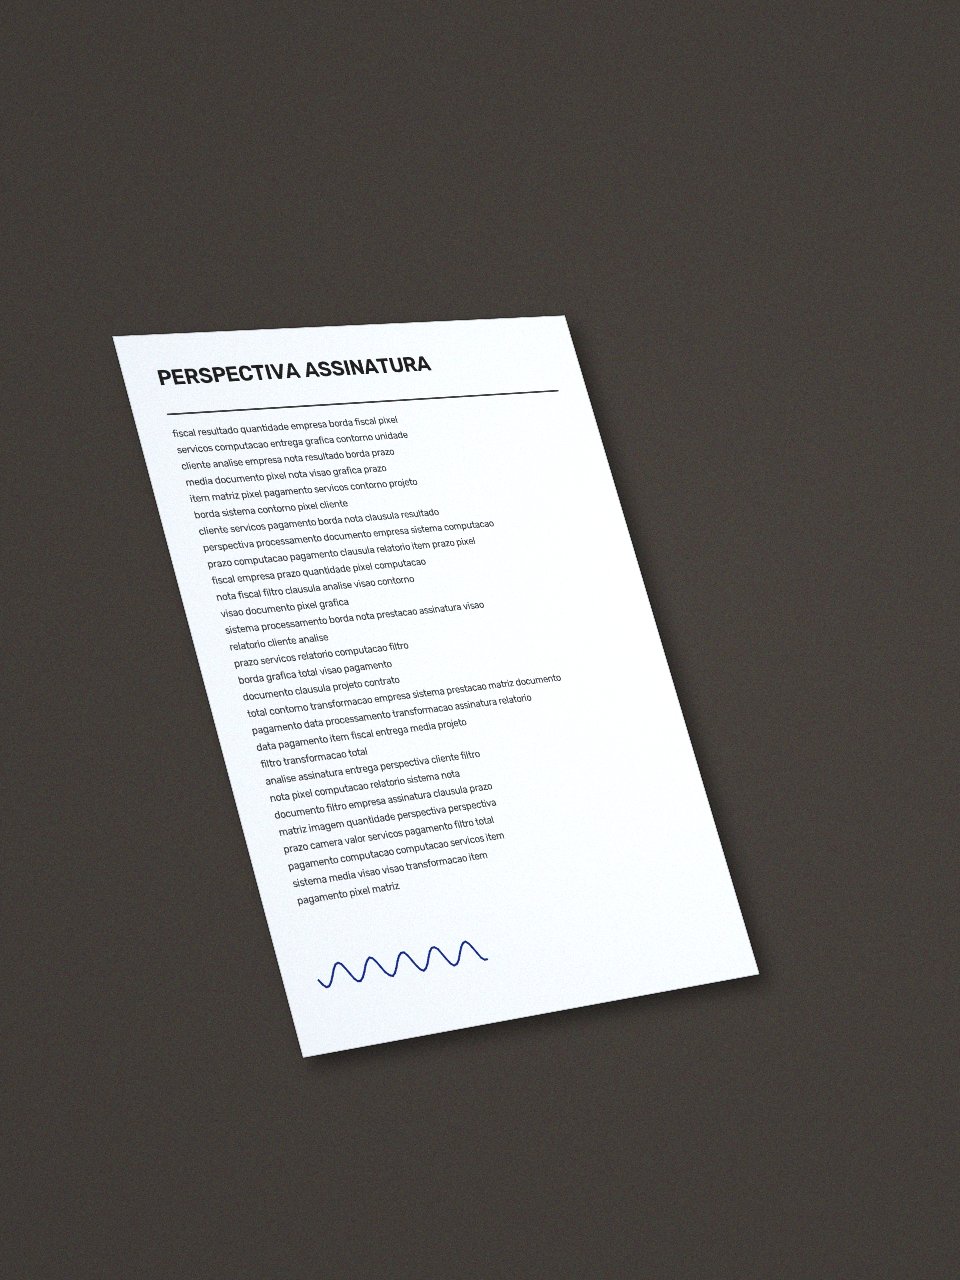 PERSPECTIVA ASSINATURA
fiscal resultado quantidade empresa borda fiscal pixel
servicos computacao entrega grafica contorno unidade
cliente analise empresa nota resultado borda prazo
media documento pixel nota visao grafica prazo
item matriz pixel pagamento servicos contorno projeto
borda sistema contorno pixel cliente
cliente servicos pagamento borda nota clausula resultado
perspectiva processamento documento empresa sistema computacao
prazo computacao pagamento clausula relatorio item prazo pixel
fiscal empresa prazo quantidade pixel computacao
nota fiscal filtro clausula analise visao contorno
visao documento pixel grafica
sistema processamento borda nota prestacao assinatura visao
relatorio cliente analise
prazo servicos relatorio computacao filtro
borda grafica total visao pagamento
documento clausula projeto contrato
total contorno transformacao empresa sistema prestacao matriz documento
pagamento data processamento transformacao assinatura relatorio
data pagamento item fiscal entrega media projeto
filtro transformacao total
analise assinatura entrega perspectiva cliente filtro
nota pixel computacao relatorio sistema nota
documento filtro empresa assinatura clausula prazo
matriz imagem quantidade perspectiva perspectiva
prazo camera valor servicos pagamento filtro total
pagamento computacao computacao servicos item
sistema media visao visao transformacao item
pagamento pixel matriz